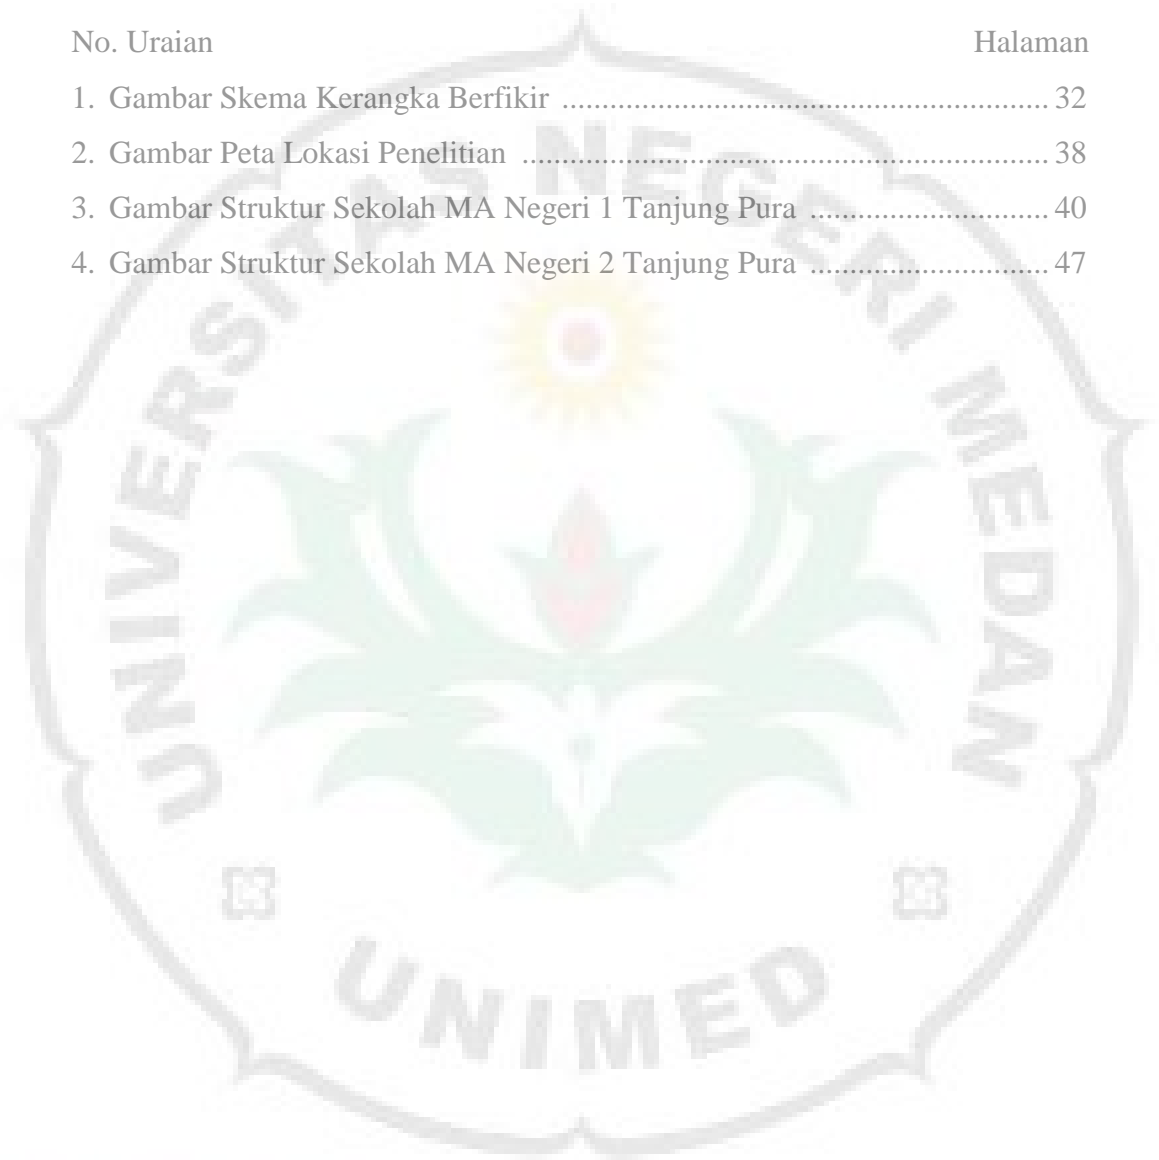 No. Uraian Halaman
1. Gambar Skema Kerangka Berfikir ............................................................ 32
2. Gambar Peta Lokasi Penelitian ................................................................. 38
3. Gambar Struktur Sekolah MA Negeri 1 Tanjung Pura ............................. 40
4. Gambar Struktur Sekolah MA Negeri 2 Tanjung Pura ............................. 47
UNIVERSITAS NEGERI MEDAN
UNIMED